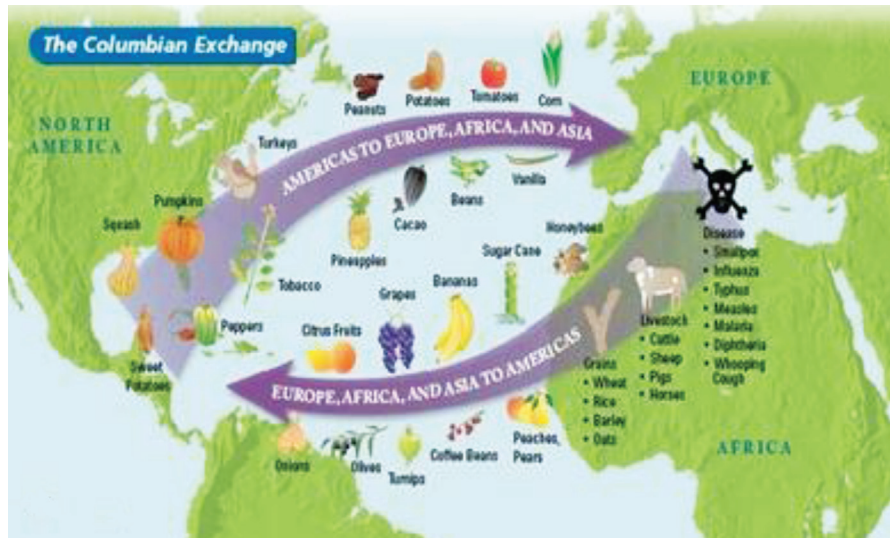 The Columbian Exchange
NORTH
AMERICA
EUROPE
AFRICA
AMERICAS TO EUROPE, AFRICA, AND ASIA
Peanuts
Potatoes
Tomatoes
Corn
Turkeys
Pumpkins
Squash
Cacao
Beans
Vanilla
Pineapples
Tobacco
Peppers
Sweet
Potatoes
EUROPE, AFRICA, AND ASIA TO AMERICAS
Citrus Fruits
Grapes
Bananas
Sugar Cane
Honeybees
Onions
Olives
Turnips
Coffee Beans
Peaches,
Pears
Grains
• Wheat
• Rice
• Barley
• Oats
Livestock
• Cattle
• Sheep
• Pigs
• Horses
Disease
• Smallpox
• Influenza
• Typhus
• Measles
• Malaria
• Diphtheria
• Whooping
Cough